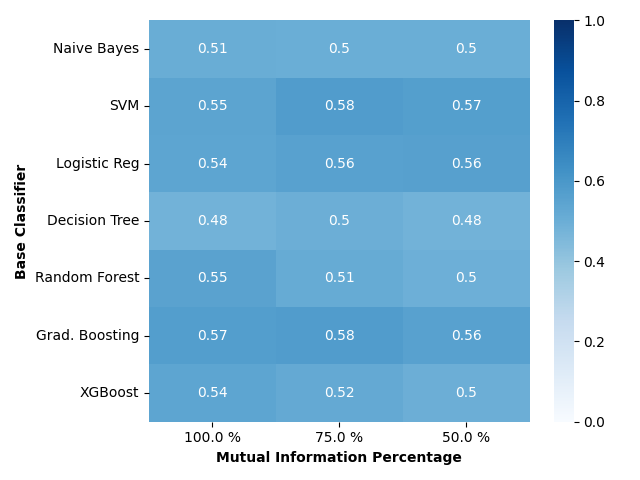 Naive Bayes 0.51 0.5 0.5
SVM 0.55 0.58 0.57
Logistic Reg 0.54 0.56 0.56
Decision Tree 0.48 0.5 0.48
Random Forest 0.55 0.51 0.5
Grad. Boosting 0.57 0.58 0.56
XGBoost 0.54 0.52 0.5
100.0 % 75.0 % 50.0 %
Mutual Information Percentage
Base Classifier
1.0
0.8
0.6
0.4
0.2
0.0